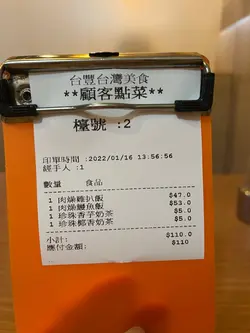 台豐台灣美食
**顧客點菜**
檯號 :2
印單時間 :2022/01/16 13:56:56
經手人 :1
數量 食品
1 肉燥雞扒飯 $47.0
1 肉燥鰻魚飯 $53.0
1 珍珠香芋奶茶 $5.0
1 珍珠椰香奶茶 $5.0
小計: $110.0
應付金額: $110